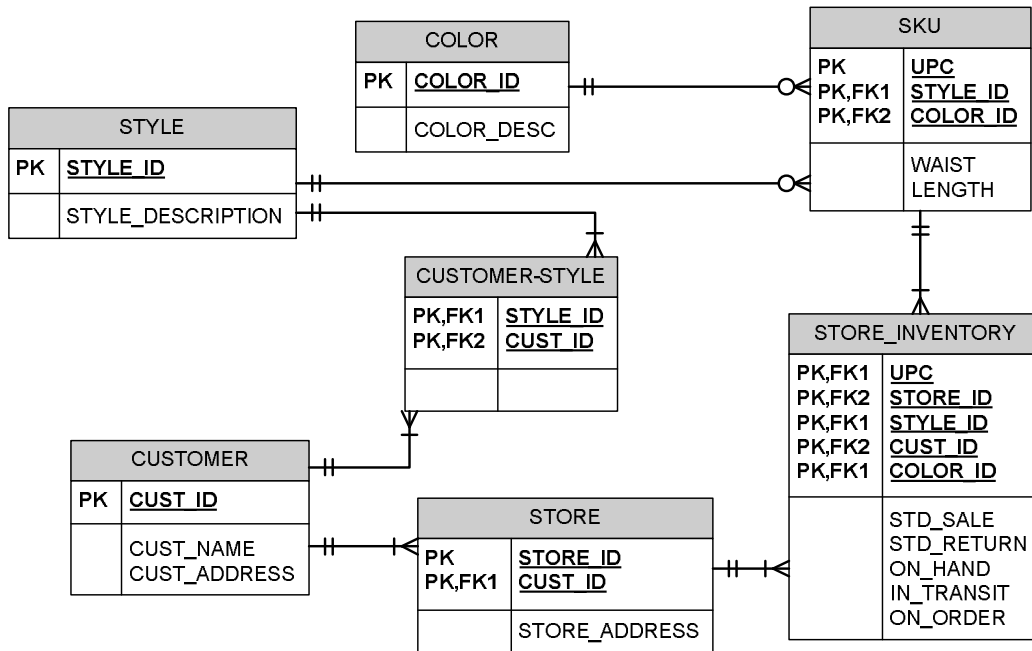 COLOR
PK COLOR_ID
COLOR_DESC
SKU
PK UPC
PK,FK1 STYLE_ID
PK,FK2 COLOR_ID
WAIST
LENGTH
STYLE
PK STYLE_ID
STYLE_DESCRIPTION
CUSTOMER-STYLE
PK,FK1 STYLE_ID
PK,FK2 CUST_ID
STORE_INVENTORY
PK,FK1 UPC
PK,FK2 STORE_ID
PK,FK1 STYLE_ID
PK,FK2 CUST_ID
PK,FK1 COLOR_ID
STD_SALE
STD_RETURN
ON_HAND
IN_TRANSIT
ON_ORDER
CUSTOMER
PK CUST_ID
CUST_NAME
CUST_ADDRESS
STORE
PK STORE_ID
PK,FK1 CUST_ID
STORE_ADDRESS